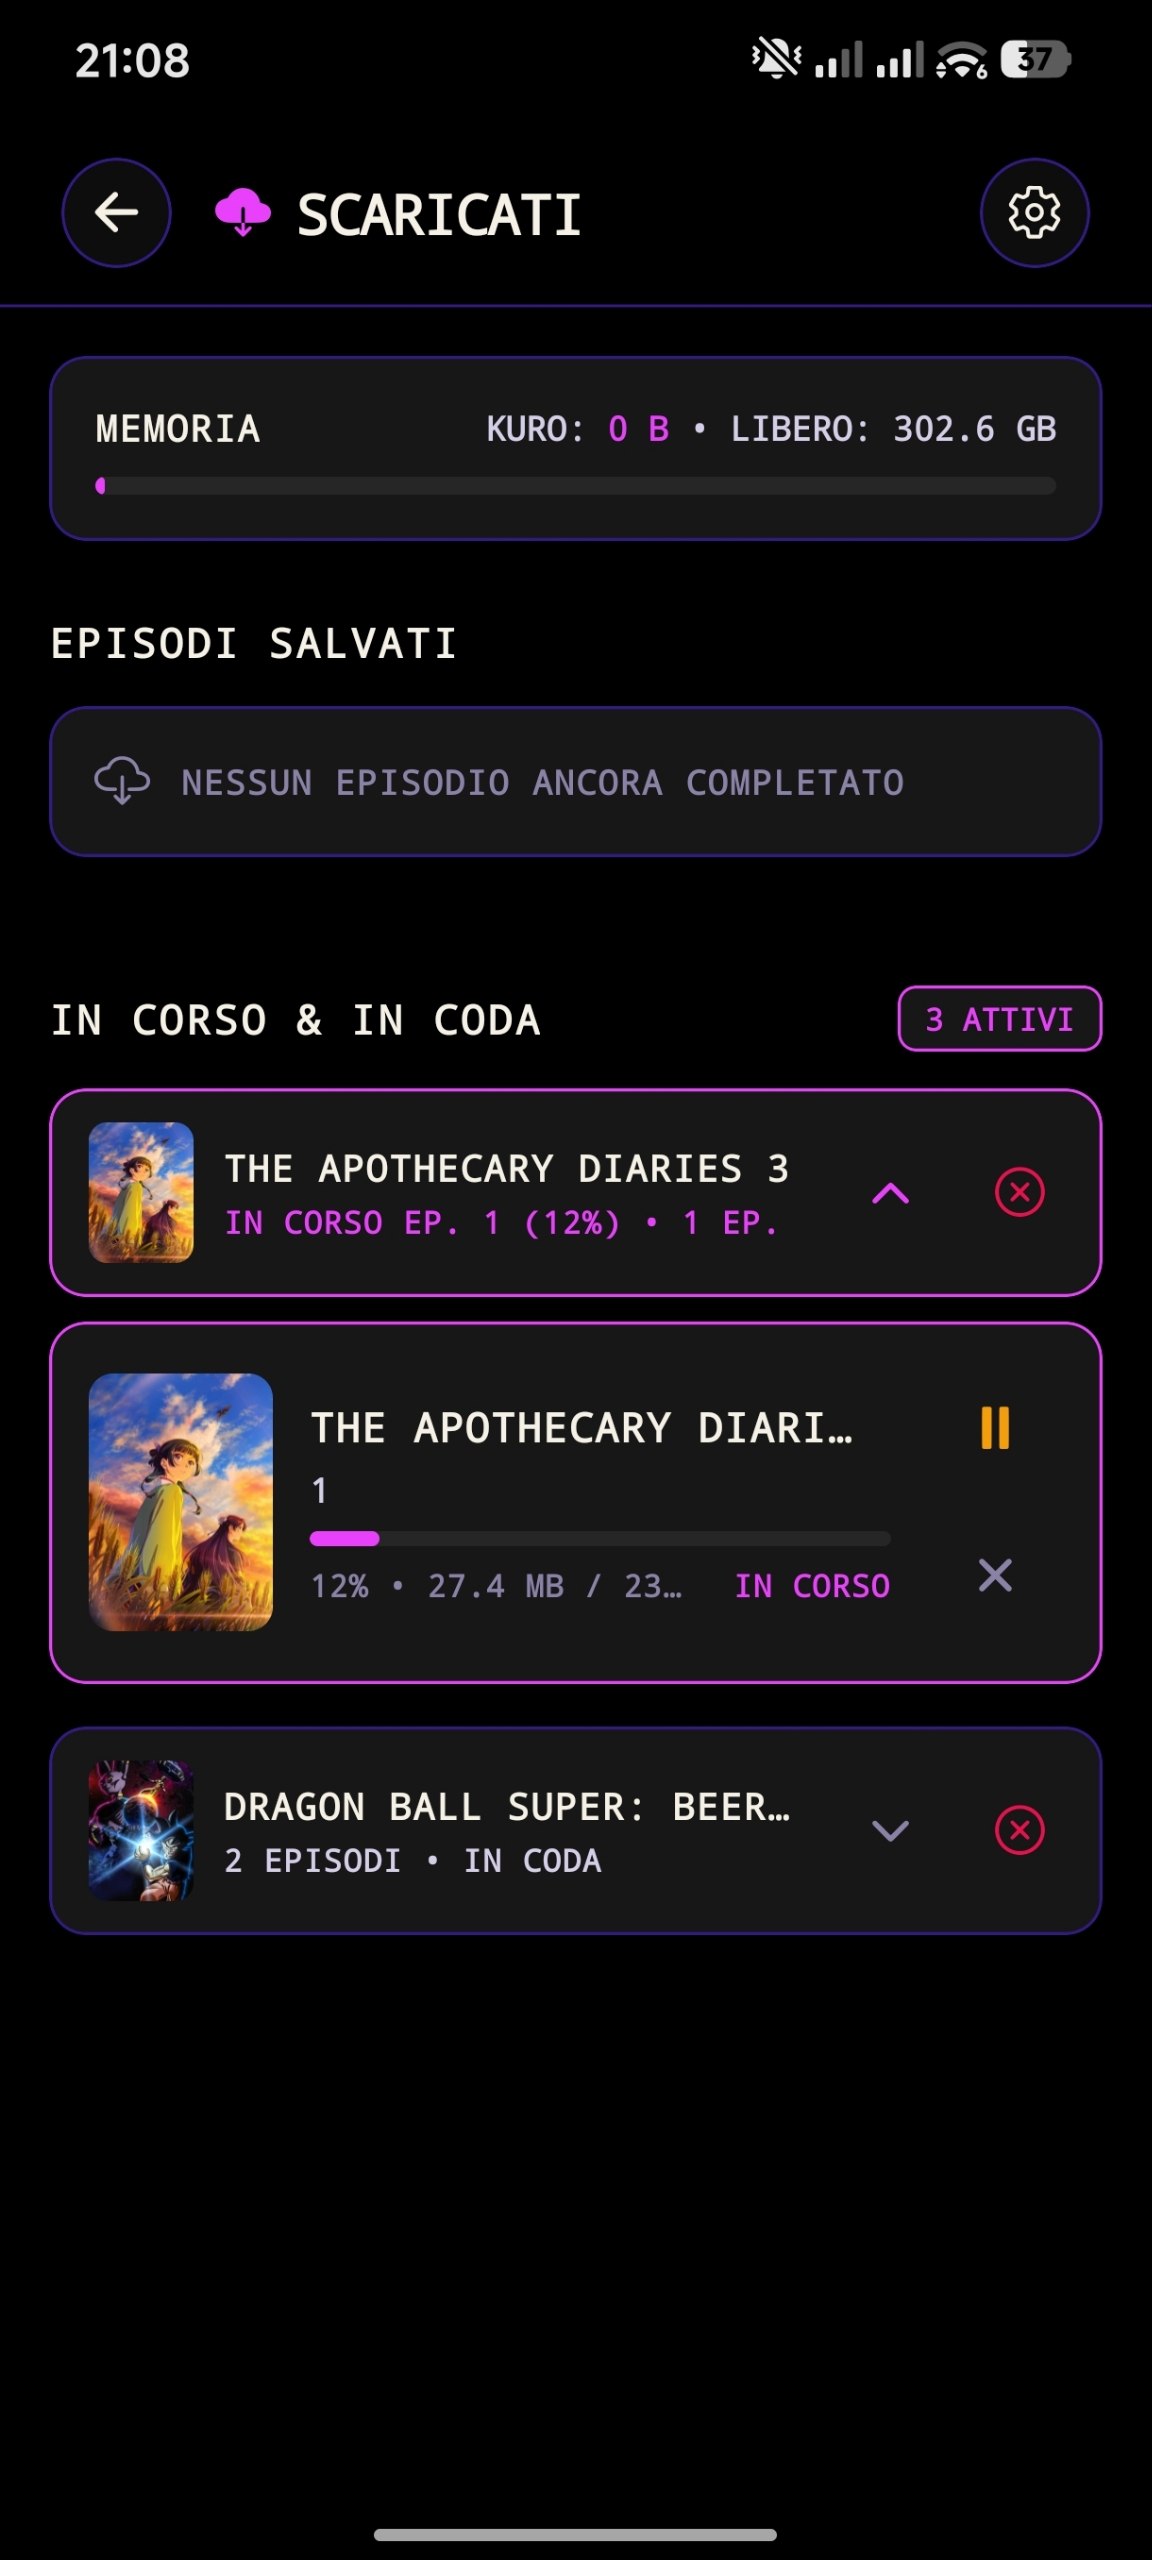 21:08
6
37
SCARICATI
MEMORIA
KURO: 0 B • LIBERO: 302.6 GB
EPISODI SALVATI
NESSUN EPISODIO ANCORA COMPLETATO
IN CORSO & IN CODA
3 ATTIVI
THE APOTHECARY DIARIES 3
IN CORSO EP. 1 (12%) • 1 EP.
THE APOTHECARY DIARI…
1
12% • 27.4 MB / 23… IN CORSO
DRAGON BALL SUPER: BEER…
2 EPISODI • IN CODA